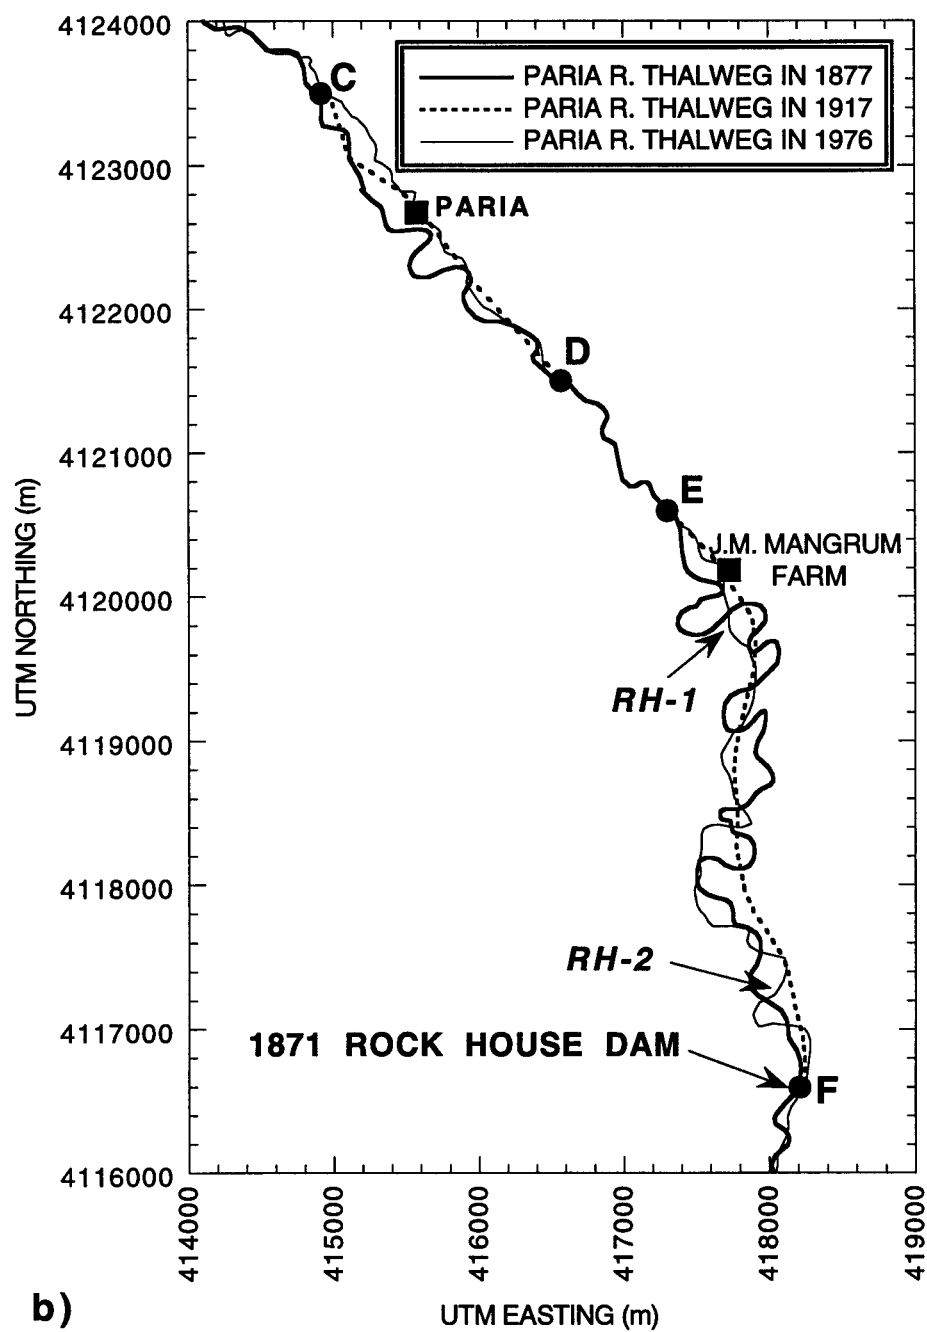 4124000
C
PARIA R. THALWEG IN 1877
PARIA R. THALWEG IN 1917
PARIA R. THALWEG IN 1976
4123000
PARIA
4122000
D
4121000
E
J.M. MANGRUM
FARM
4120000
RH-1
4119000
4118000
RH-2
4117000
1871 ROCK HOUSE DAM
F
4116000
UTM NORTHING (m)
414000
415000
416000
417000
418000
419000
b)
UTM EASTING (m)